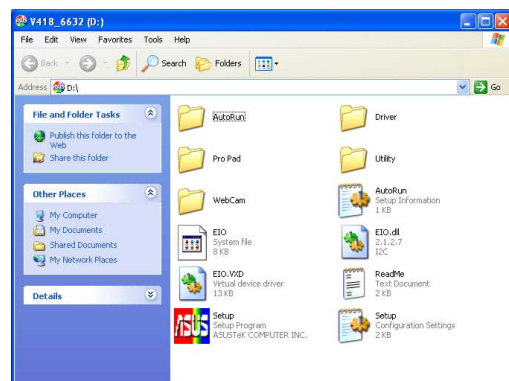 V418_6632 (D:)
File Edit View Favorites Tools Help
Back Search Folders
Address D:\ Go
File and Folder Tasks
Publish this folder to the
Web
Share this folder
Other Places
My Computer
My Documents
Shared Documents
My Network Places
Details
AutoRun
Driver
Pro Pad
Utility
WebCam
AutoRun
Setup Information
1 KB
EIO
System file
8 KB
EIO.dll
2.1.2.7
I2C
EIO.VXD
Virtual device driver
13 KB
ReadMe
Text Document
2 KB
ASUS
Setup
Setup Program
ASUSTeK COMPUTER INC.
Setup
Configuration Settings
2 KB